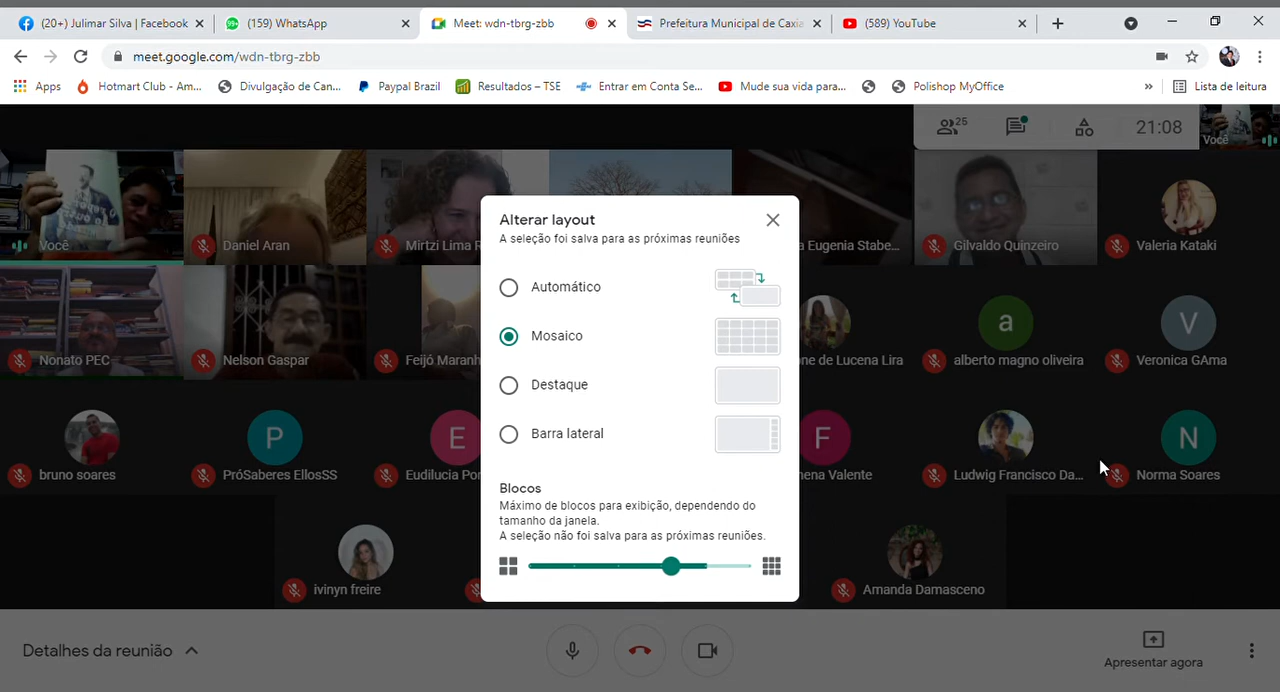 (20+) Julimar Silva | Facebook
99+
(159) WhatsApp
Meet: wdn-tbrg-zbb
Prefeitura Municipal de Caxia
(589) YouTube
meet.google.com/wdn-tbrg-zbb
Apps
Hotmart Club - Am...
Divulgação de Can...
Paypal Brazil
Resultados – TSE
Entrar em Conta Se...
Mude sua vida para...
Polishop MyOffice
»
Lista de leitura
25
21:08
Você
Você
Daniel Aran
Mirtzi Lima R
a Eugenia Stabe...
Gilvaldo Quinzeiro
Valeria Kataki
Nonato PEC
Nelson Gaspar
Feijó Maranh
one de Lucena Lira
a
alberto magno oliveira
V
Veronica GAma
bruno soares
P
PróSaberes EllosSS
E
Eudilucia Por
F
nena Valente
Ludwig Francisco Da...
N
Norma Soares
ivinyn freire
Amanda Damasceno
Alterar layout
A seleção foi salva para as próximas reuniões
Automático
Mosaico
Destaque
Barra lateral
Blocos
Máximo de blocos para exibição, dependendo do
tamanho da janela.
A seleção não foi salva para as próximas reuniões.
Detalhes da reunião
Apresentar agora